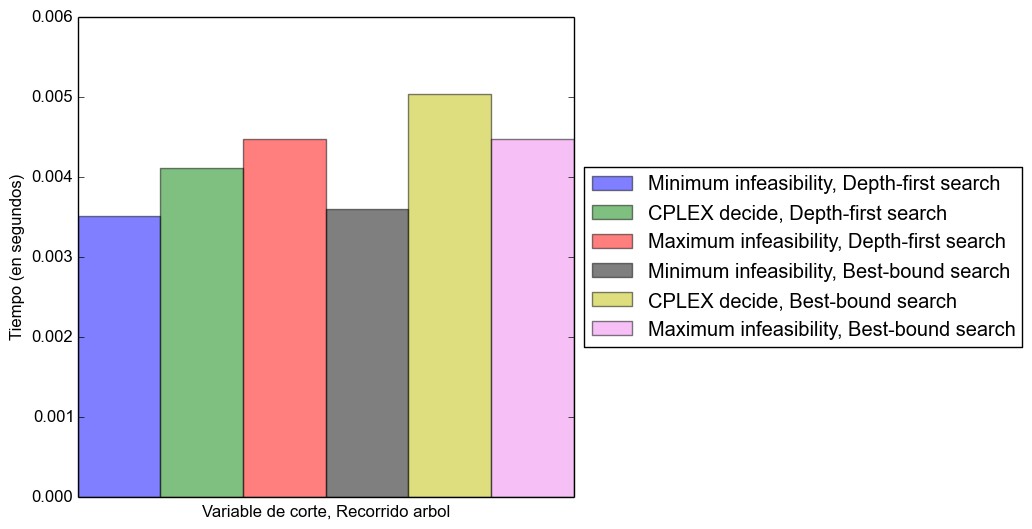 0.006
0.005
0.004
0.003
0.002
0.001
0.000
Tiempo (en segundos)
Variable de corte, Recorrido arbol
Minimum infeasibility, Depth-first search
CPLEX decide, Depth-first search
Maximum infeasibility, Depth-first search
Minimum infeasibility, Best-bound search
CPLEX decide, Best-bound search
Maximum infeasibility, Best-bound search